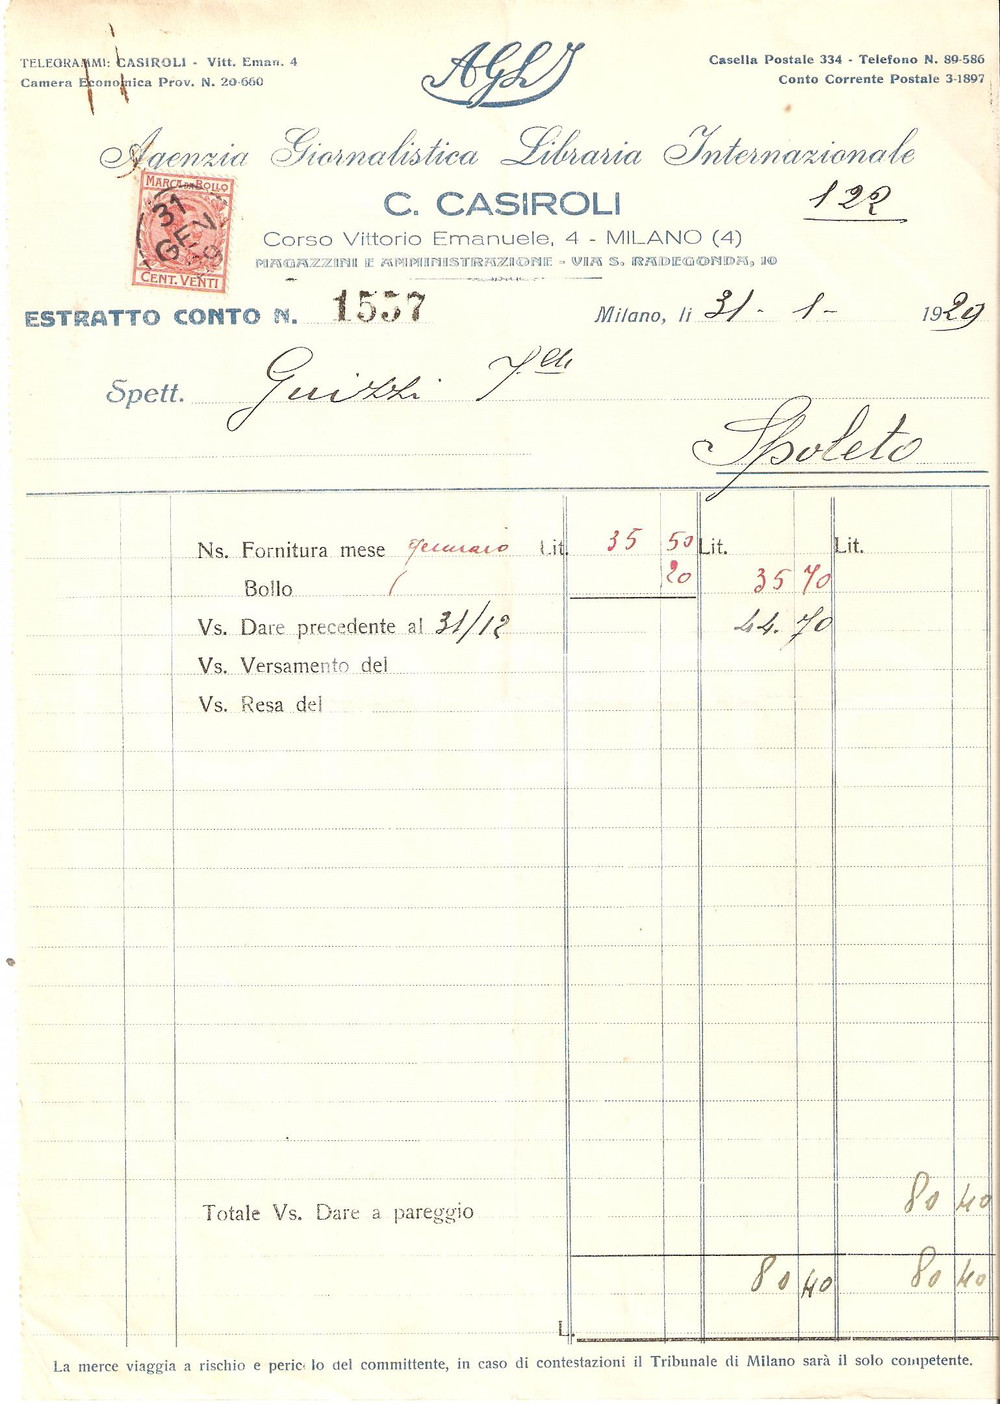 TELEGRAMMI: CASIROLI - Vitt. Eman. 4
Camera Economica Prov. N. 20-660
AGLI
Casella Postale 334 - Telefono N. 89-586
Conto Corrente Postale 3-1897
Agenzia Giornalistica Libraria Internazionale
C. CASIROLI
122
Corso Vittorio Emanuele, 4 - MILANO (4)
MAGAZZINI E AMMINISTRAZIONE - VIA S. RADEGONDA, 10
MARCA DA BOLLO
31
GEN
29
CENT. VENTI
ESTRATTO CONTO N. 1557
Milano, li 31 - 1 - 1929
Spett. Guizzi
Spoleto
Ns. Fornitura mese gennaio Lit. 35 50 Lit. Lit.
Bollo / 20 35 70
Vs. Dare precedente al 31/12 44. 70
Vs. Versamento del
Vs. Resa del
Totale Vs. Dare a pareggio 80 40
80 40 80 40
L.
La merce viaggia a rischio e pericolo del committente, in caso di contestazioni il Tribunale di Milano sarà il solo competente.